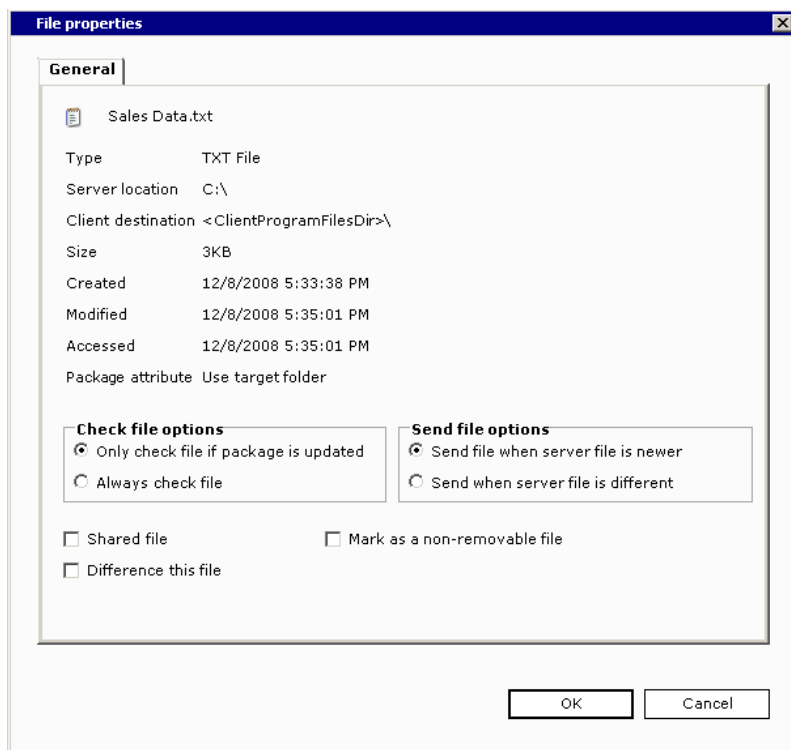 File properties
General
Sales Data.txt
Type TXT File
Server location C:\
Client destination <ClientProgramFilesDir>\
Size 3KB
Created 12/8/2008 5:33:38 PM
Modified 12/8/2008 5:35:01 PM
Accessed 12/8/2008 5:35:01 PM
Package attribute Use target folder
Check file options Send file options
Only check file if package is updated Send file when server file is newer
Always check file Send when server file is different
Shared file Mark as a non-removable file
Difference this file
OK Cancel